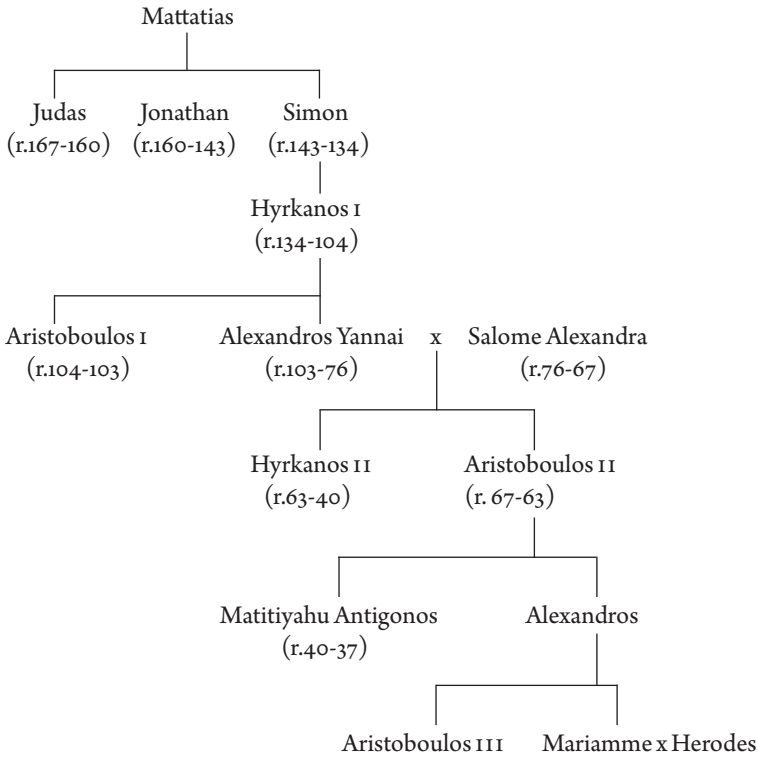 Mattatias
Judas Jonathan Simon
(r.167-160) (r.160-143) (r.143-134)
Hyrkanos I
(r.134-104)
Aristoboulos I Alexandros Yannai x Salome Alexandra
(r.104-103) (r.103-76) (r.76-67)
Hyrkanos II Aristoboulos II
(r.63-40) (r. 67-63)
Matitiyahu Antigonos Alexandros
(r.40-37)
Aristoboulos III Mariamme x Herodes